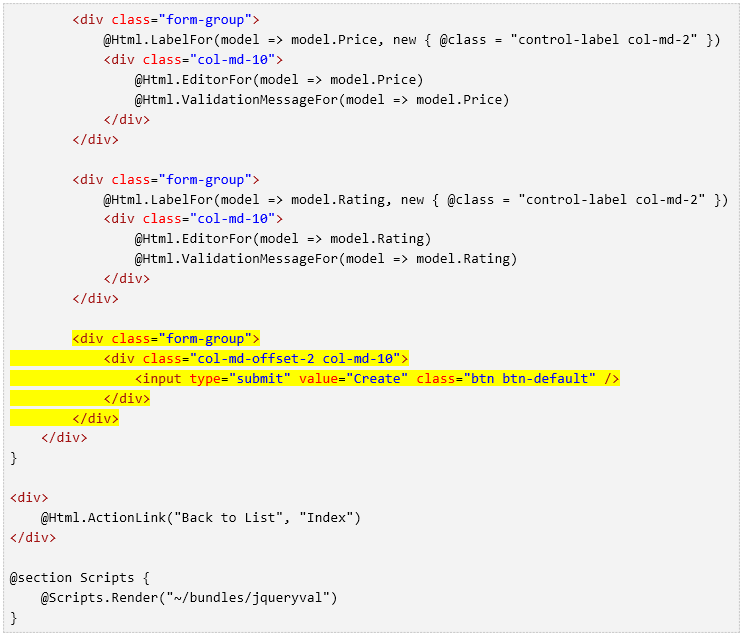 <div class="form-group">
@Html.LabelFor(model => model.Price, new { @class = "control-label col-md-2" })
<div class="col-md-10">
@Html.EditorFor(model => model.Price)
@Html.ValidationMessageFor(model => model.Price)
</div>
</div>
<div class="form-group">
@Html.LabelFor(model => model.Rating, new { @class = "control-label col-md-2" })
<div class="col-md-10">
@Html.EditorFor(model => model.Rating)
@Html.ValidationMessageFor(model => model.Rating)
</div>
</div>
<div class="form-group">
<div class="col-md-offset-2 col-md-10">
<input type="submit" value="Create" class="btn btn-default" />
</div>
</div>
</div>
}
<div>
@Html.ActionLink("Back to List", "Index")
</div>
@section Scripts {
@Scripts.Render("~/bundles/jqueryval")
}